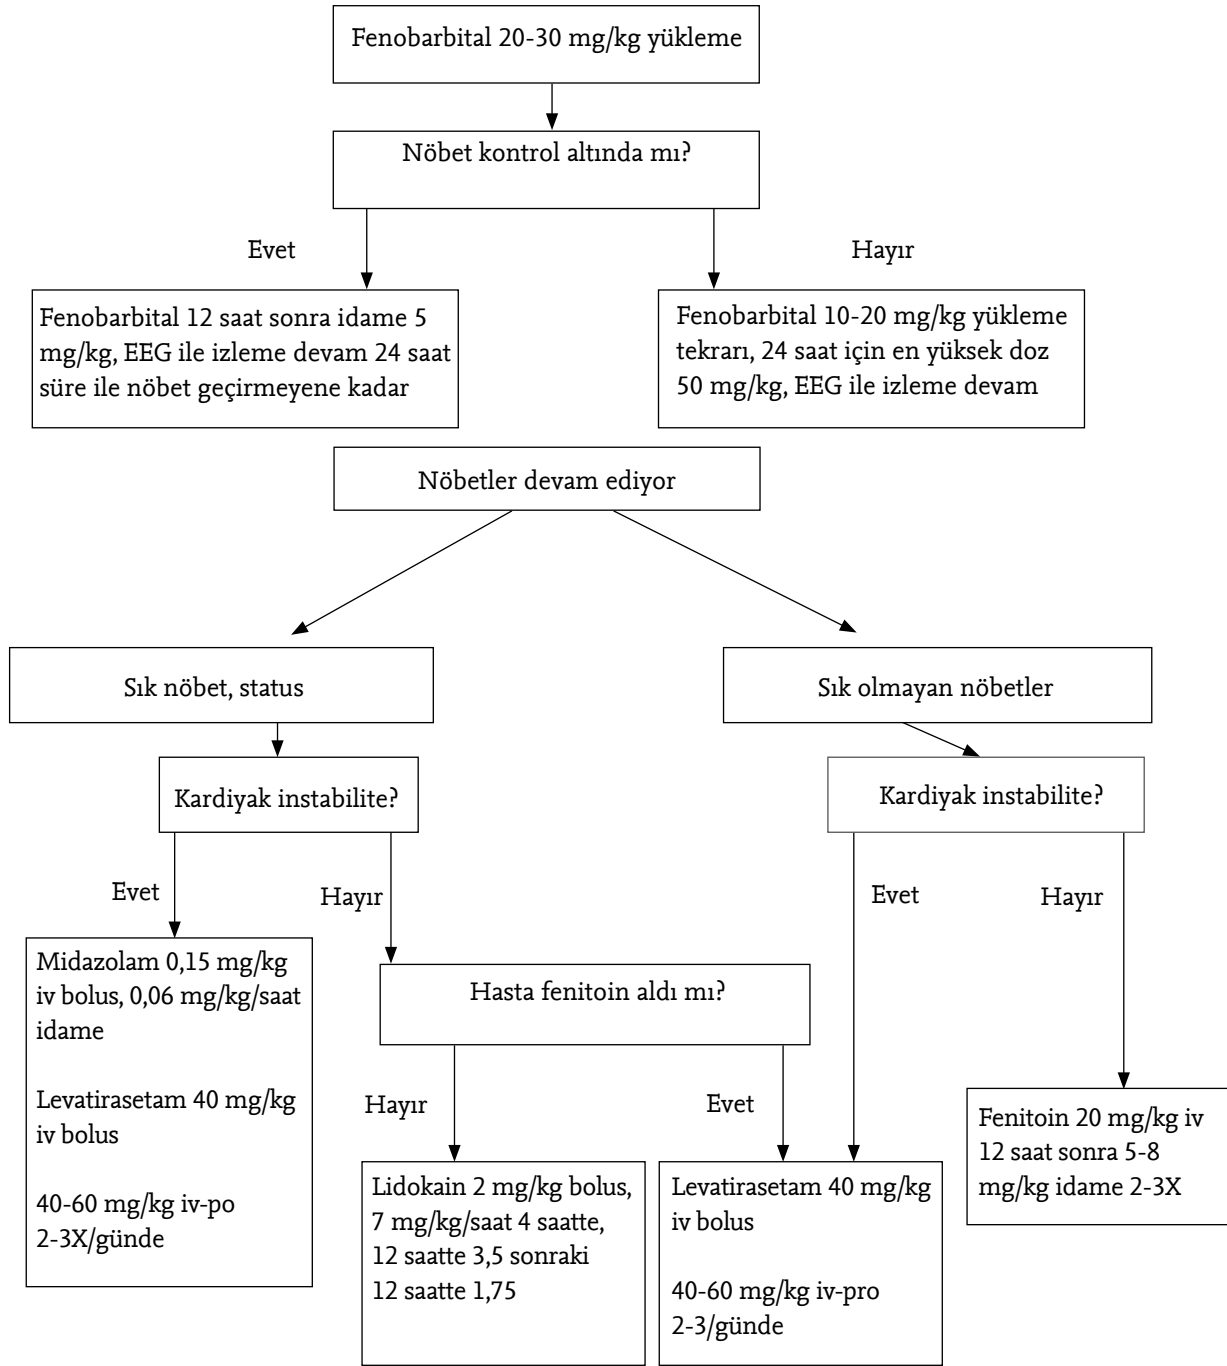 Fenobarbital 20-30 mg/kg yükleme
Nöbet kontrol altında mı?
Evet
Hayır
Fenobarbital 12 saat sonra idame 5
mg/kg, EEG ile izleme devam 24 saat
süre ile nöbet geçirmeyene kadar
Fenobarbital 10-20 mg/kg yükleme
tekrarı, 24 saat için en yüksek doz
50 mg/kg, EEG ile izleme devam
Nöbetler devam ediyor
Sık nöbet, status
Sık olmayan nöbetler
Kardiyak instabilite?
Kardiyak instabilite?
Evet
Hayır
Evet
Hayır
Midazolam 0,15 mg/kg
iv bolus, 0,06 mg/kg/saat
idame
Levatirasetam 40 mg/kg
iv bolus
40-60 mg/kg iv-po
2-3X/günde
Hasta fenitoin aldı mı?
Hayır
Evet
Lidokain 2 mg/kg bolus,
7 mg/kg/saat 4 saatte,
12 saatte 3,5 sonraki
12 saatte 1,75
Levatirasetam 40 mg/kg
iv bolus
40-60 mg/kg iv-pro
2-3/günde
Fenitoin 20 mg/kg iv
12 saat sonra 5-8
mg/kg idame 2-3X